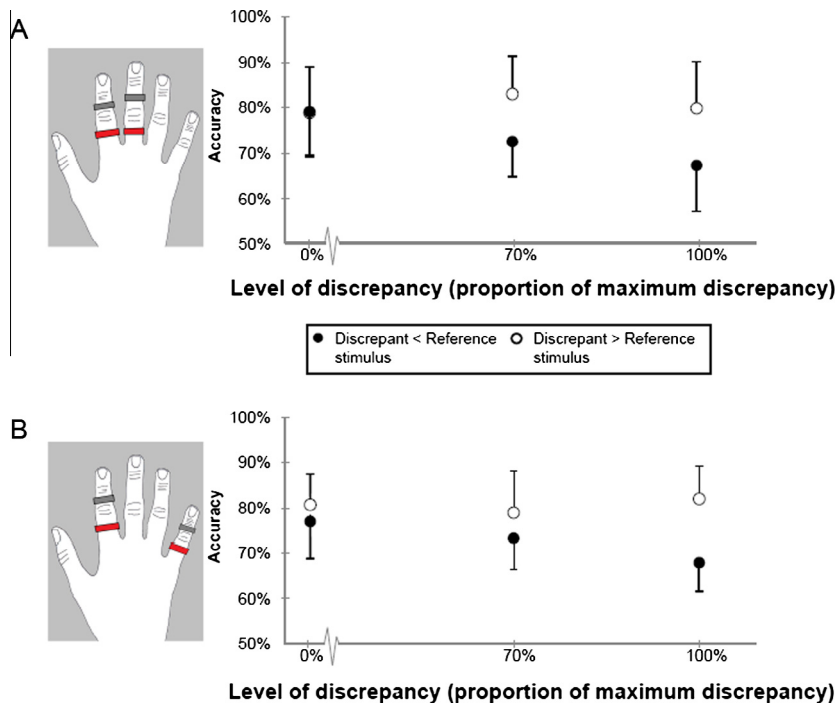 A
100%
90%
80%
70%
60%
50%
Accuracy
0%
70%
100%
Level of discrepancy (proportion of maximum discrepancy)
Discrepant < Reference
stimulus
Discrepant > Reference
stimulus
B
100%
90%
80%
70%
60%
50%
Accuracy
0%
70%
100%
Level of discrepancy (proportion of maximum discrepancy)